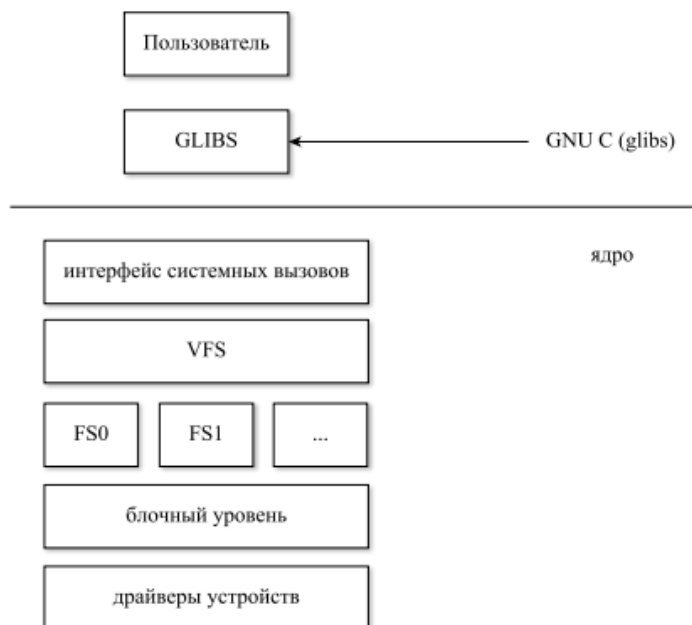 Пользователь
GLIBS
GNU C (glibs)
ядро
интерфейс системных вызовов
VFS
FS0
FS1
...
блочный уровень
драйверы устройств